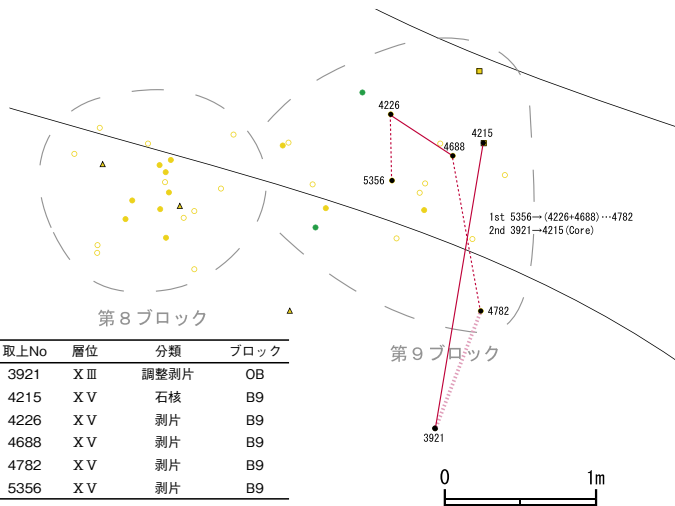 4226
4688
4215
5356
1st 5356→(4226+4688)…4782
2nd 3921→4215(Core)
4782
第８ブロック
第９ブロック
3921
取上No 層位 分類 ブロック
3921 ⅩⅢ 調整剥片 OB
4215 ⅩⅤ 石核 B9
4226 ⅩⅤ 剥片 B9
4688 ⅩⅤ 剥片 B9
4782 ⅩⅤ 剥片 B9
5356 ⅩⅤ 剥片 B9
0 1m